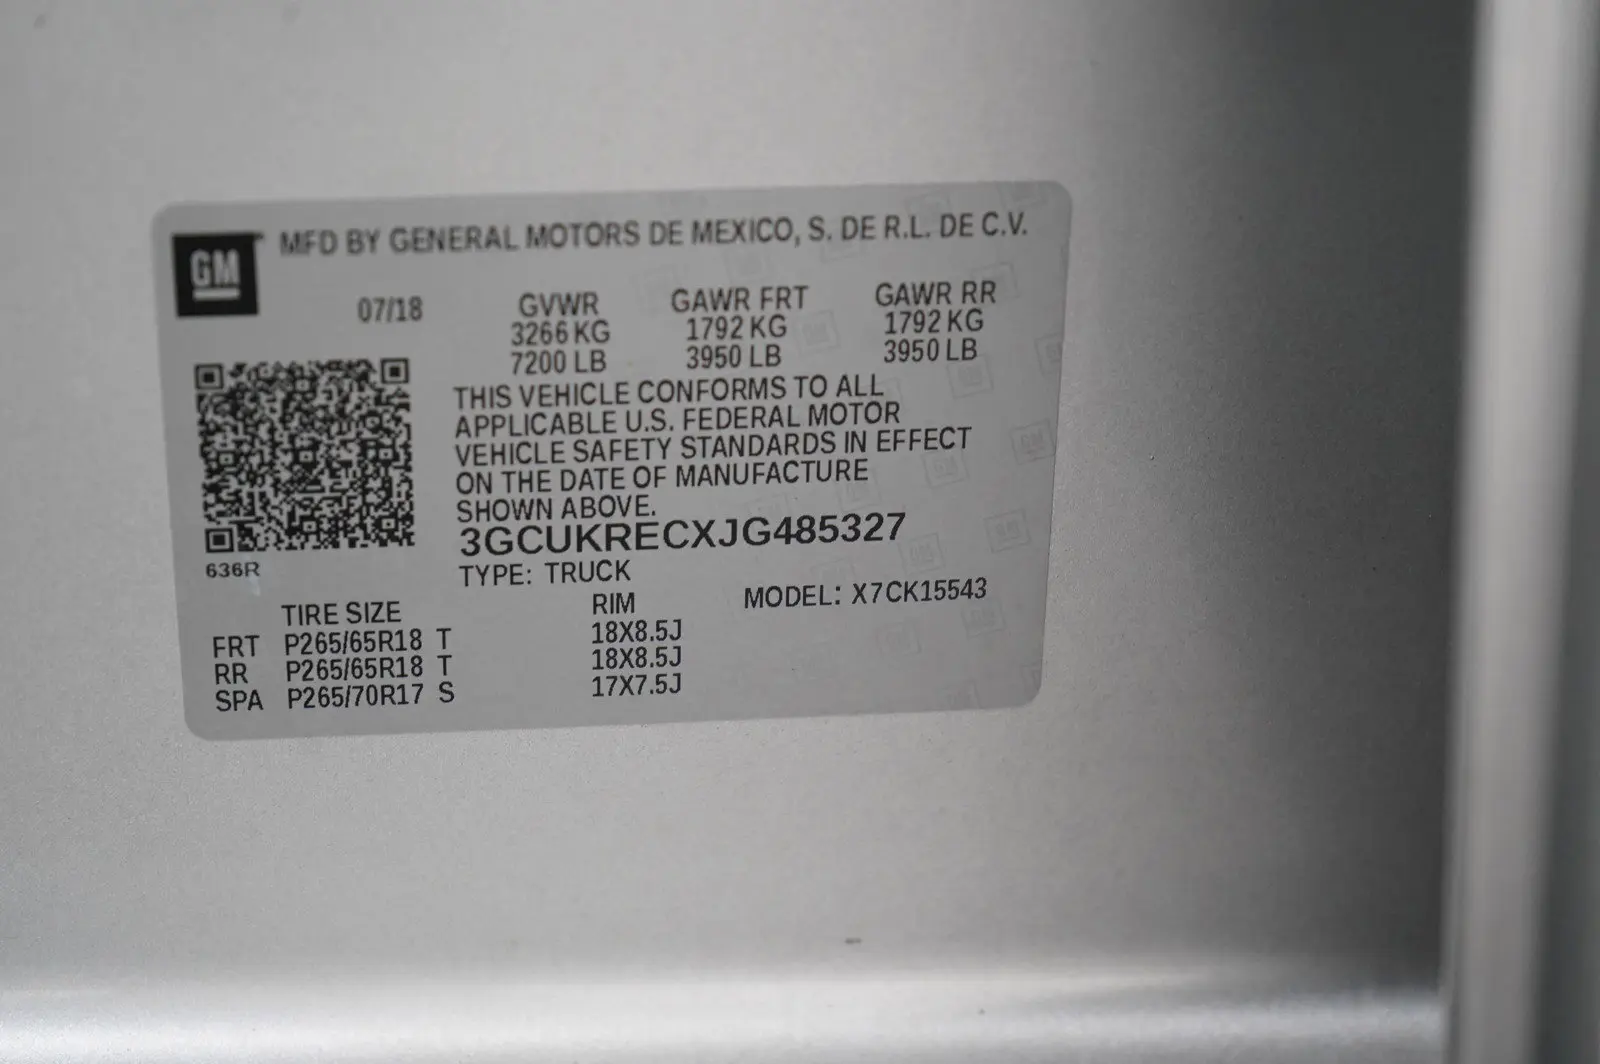 GM
MFD BY GENERAL MOTORS DE MEXICO, S. DE R.L. DE C.V.
07/18 GVWR GAWR FRT GAWR RR
3266 KG 1792 KG 1792 KG
7200 LB 3950 LB 3950 LB
THIS VEHICLE CONFORMS TO ALL
APPLICABLE U.S. FEDERAL MOTOR
VEHICLE SAFETY STANDARDS IN EFFECT
ON THE DATE OF MANUFACTURE
SHOWN ABOVE.
3GCUKRECXJG485327
636R
TYPE: TRUCK
MODEL: X7CK15543
TIRE SIZE RIM
FRT P265/65R18 T 18X8.5J
RR P265/65R18 T 18X8.5J
SPA P265/70R17 S 17X7.5J